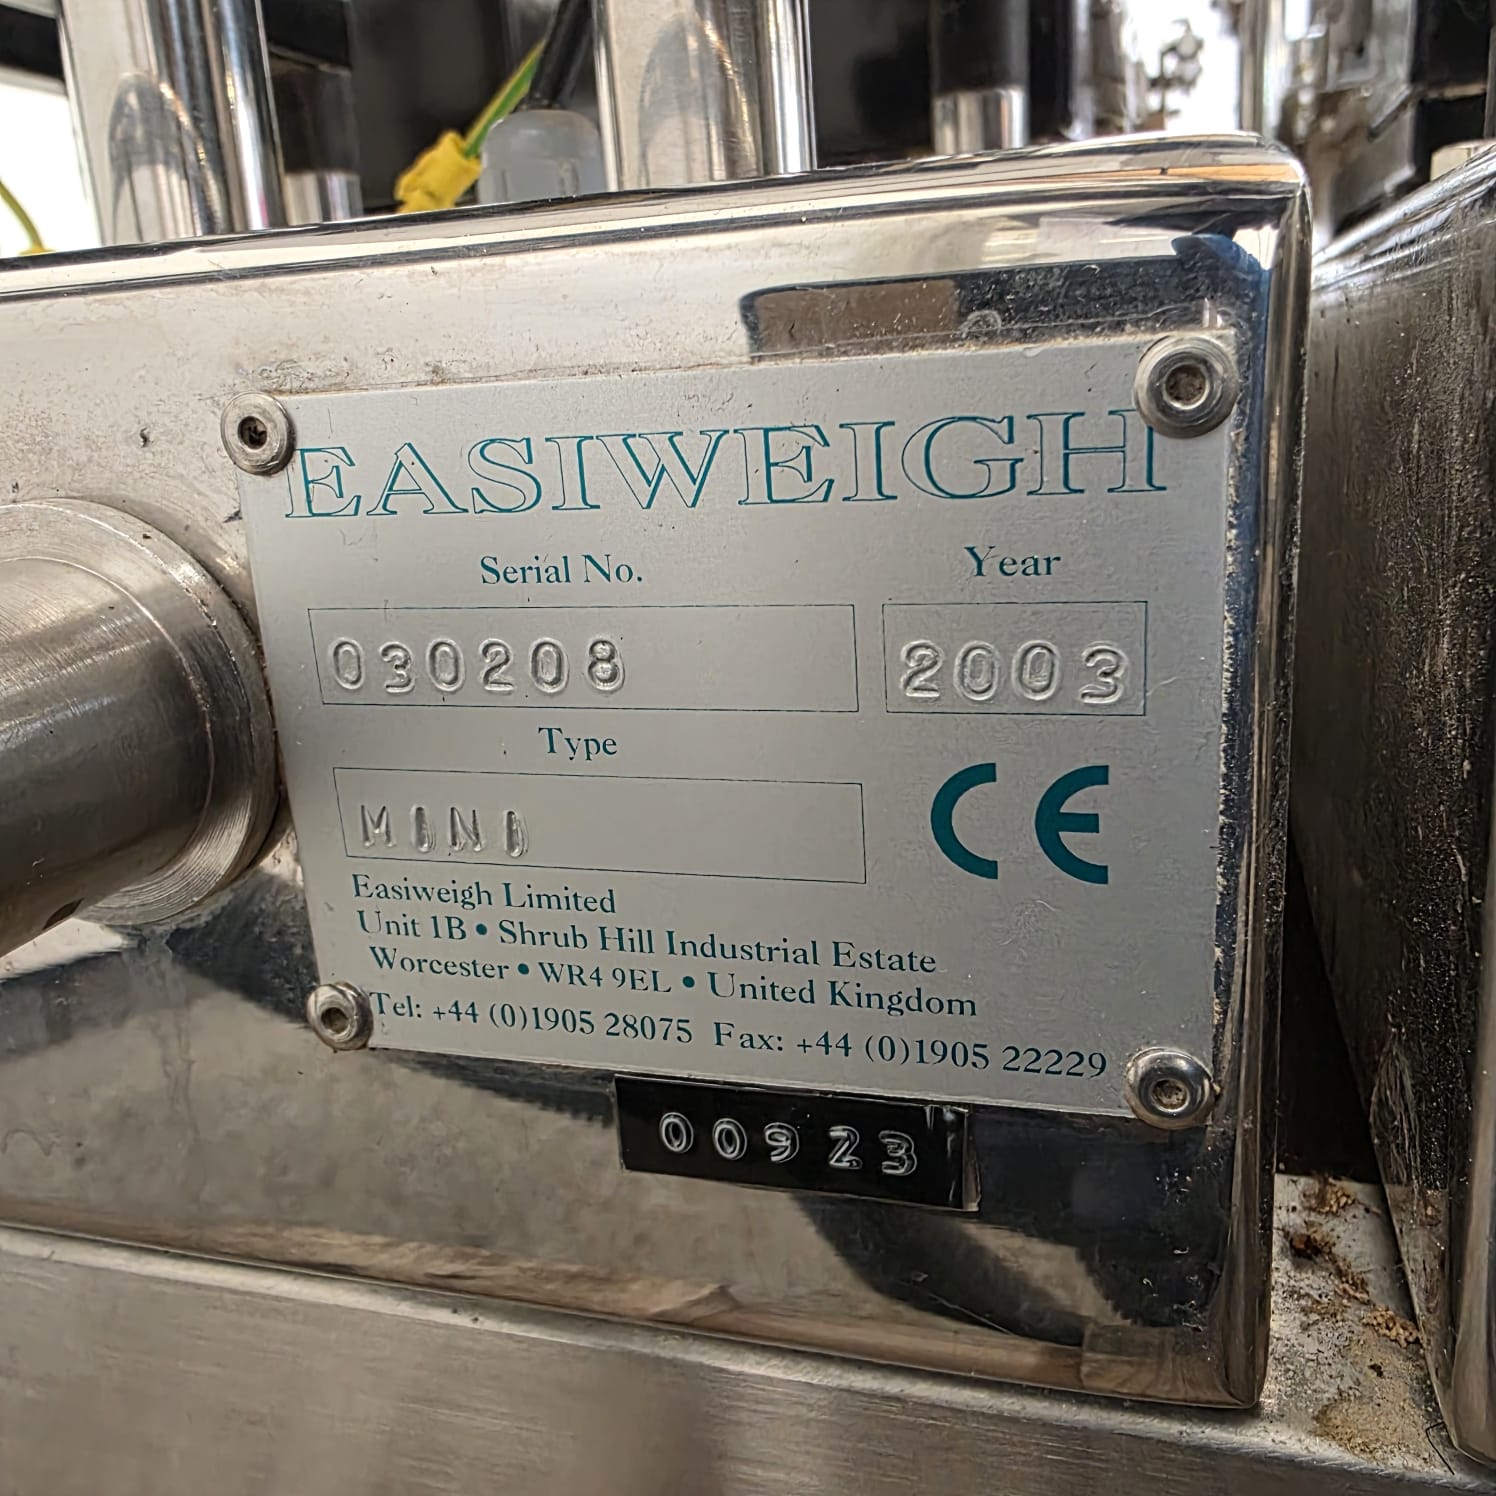 EASIWEIGH
Serial No. Year
030208 2003
Type
MINI
CE
Easiweigh Limited
Unit 1B • Shrub Hill Industrial Estate
Worcester • WR4 9EL • United Kingdom
Tel: +44 (0)1905 28075 Fax: +44 (0)1905 22229
00923